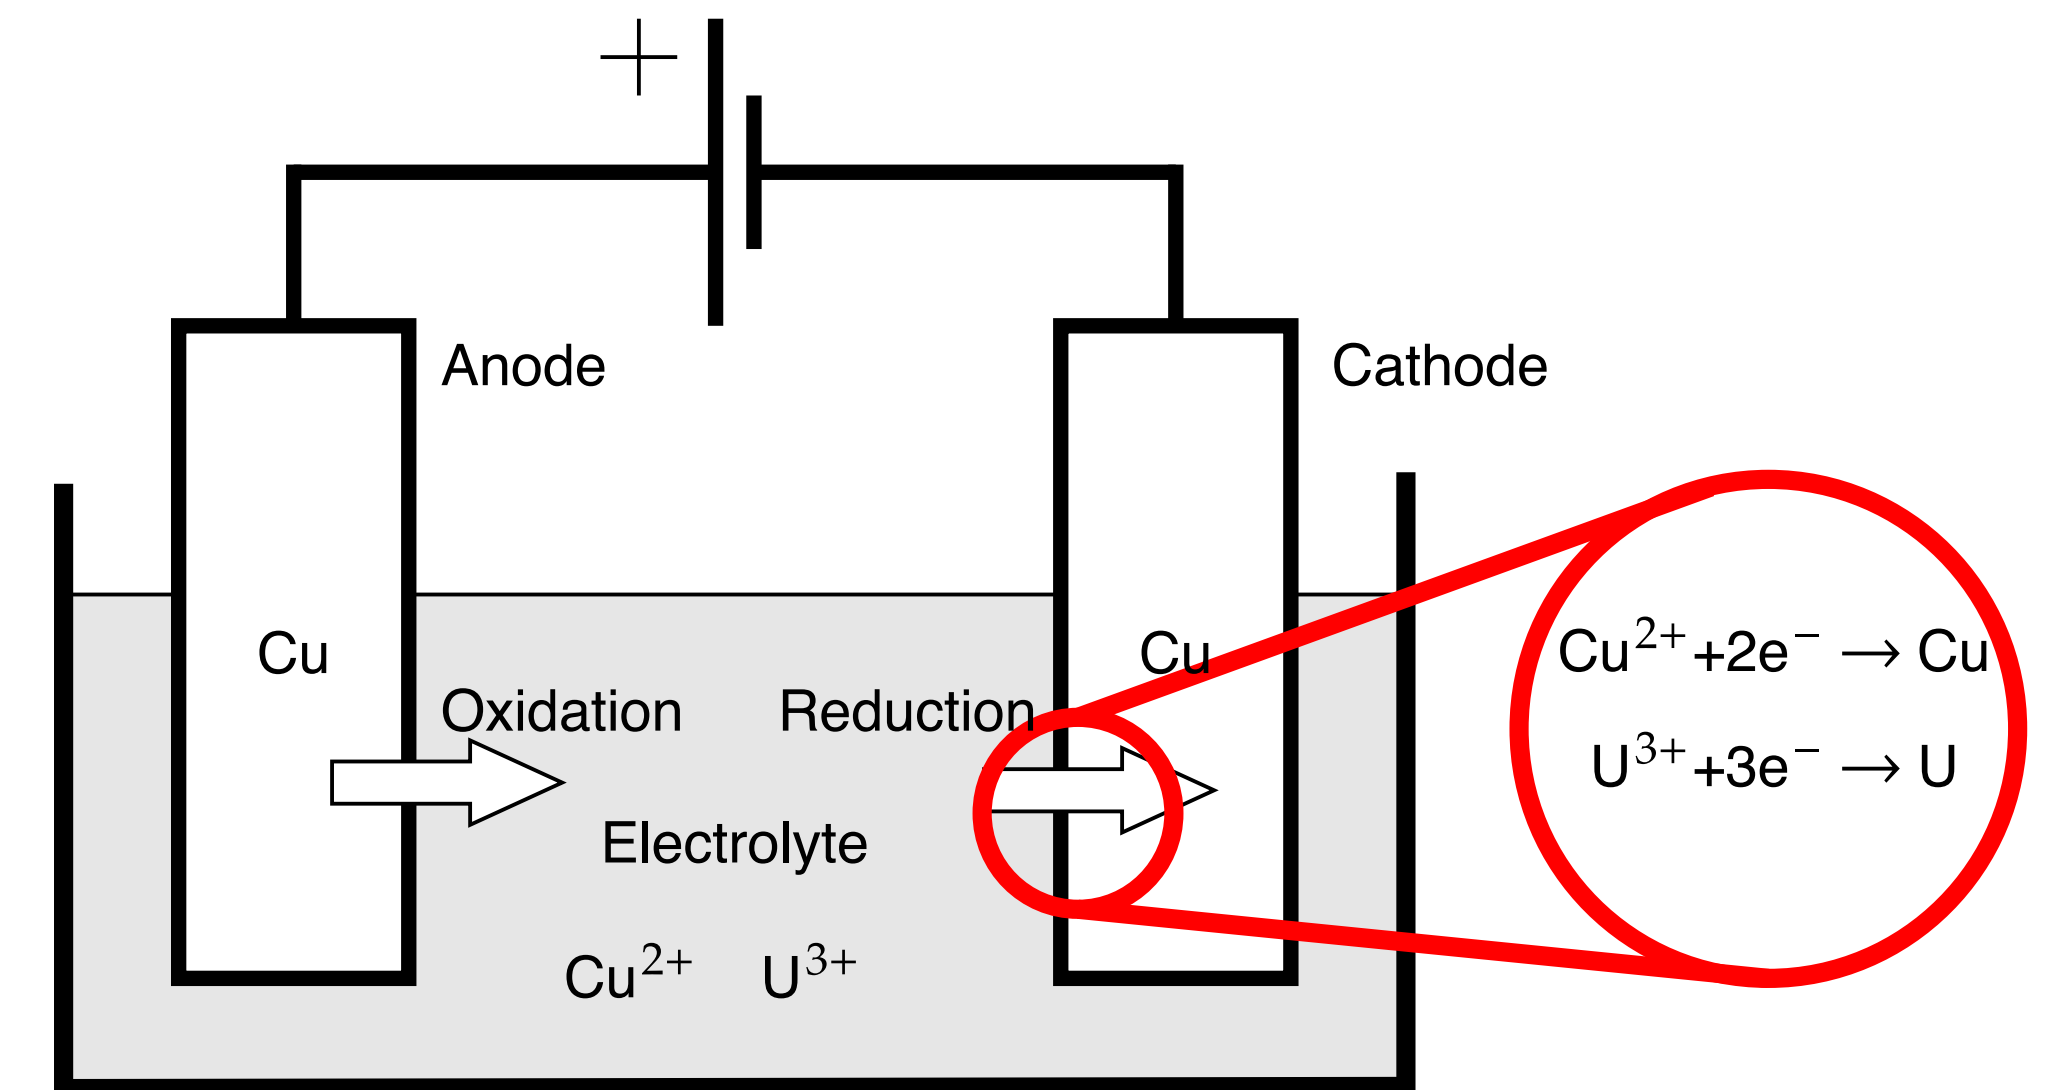 +
Anode
Cathode
Cu
Cu
Cu²⁺+2e⁻ → Cu
Oxidation
Reduction
U³⁺+3e⁻ → U
Electrolyte
Cu²⁺ U³⁺